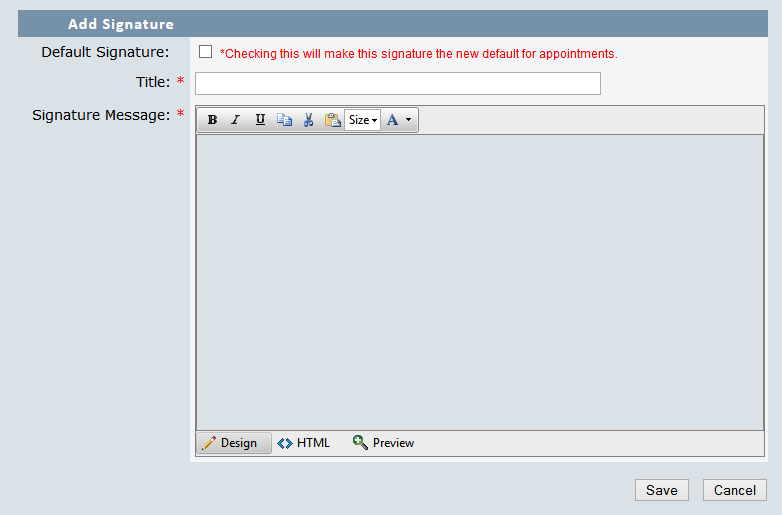 Add Signature
Default Signature: *Checking this will make this signature the new default for appointments.
Title: *
Signature Message: *
B I U Size A
Design HTML Preview
Save Cancel